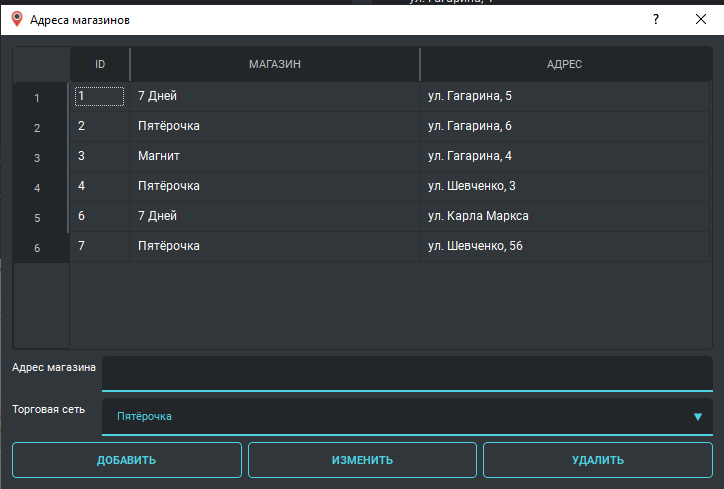 ул. Гагарина, 4
Адреса магазинов ?
ID МАГАЗИН АДРЕС
1 1 7 Дней ул. Гагарина, 5
2 2 Пятёрочка ул. Гагарина, 6
3 3 Магнит ул. Гагарина, 4
4 4 Пятёрочка ул. Шевченко, 3
5 6 7 Дней ул. Карла Маркса
6 7 Пятёрочка ул. Шевченко, 56
Адрес магазина
Торговая сеть Пятёрочка
ДОБАВИТЬ ИЗМЕНИТЬ УДАЛИТЬ